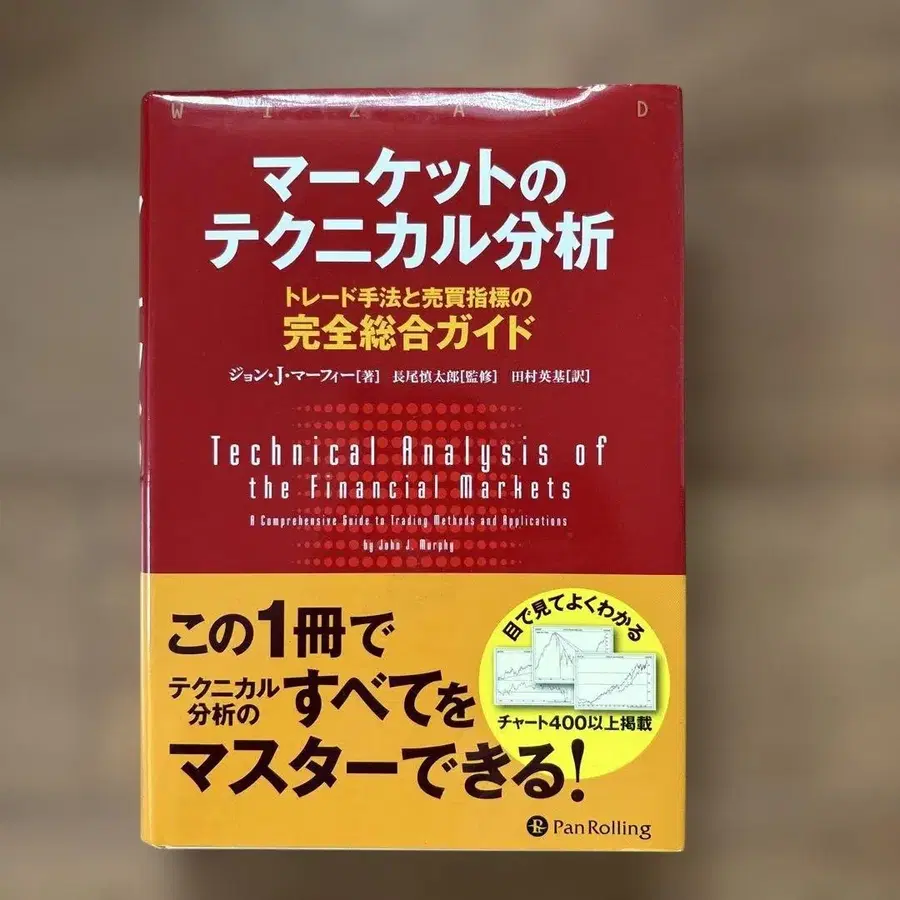 WIZARD
マーケットの
テクニカル分析
トレード手法と売買指標の
完全総合ガイド
ジョン・J・マーフィー[著] 長尾慎太郎[監修] 田村英基[訳]
Technical Analysis of
the Financial Markets
A Comprehensive Guide to Trading Methods and Applications
by John J. Murphy
この1冊で
テクニカル
分析の
すべてを
マスターできる!
目で見てよくわかる
チャート400以上掲載
PanRolling